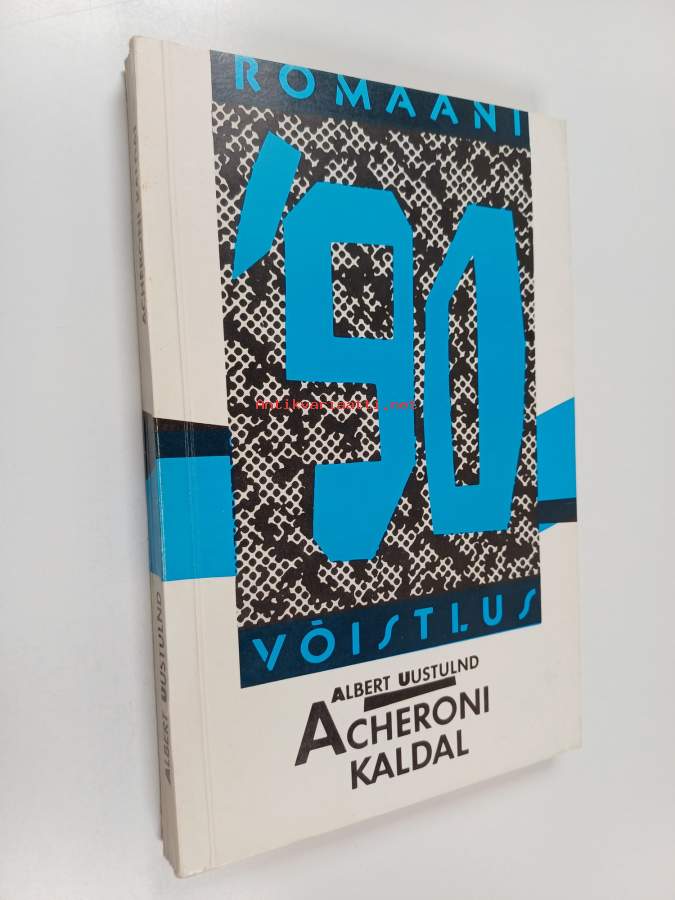 ROMAANI
'90
Antikvariaatti.net
VÕISTLUS
ALBERT UUSTULND
ACHERONI
KALDAL
ALBERT UUSTULND
ACHERONI KALDAL